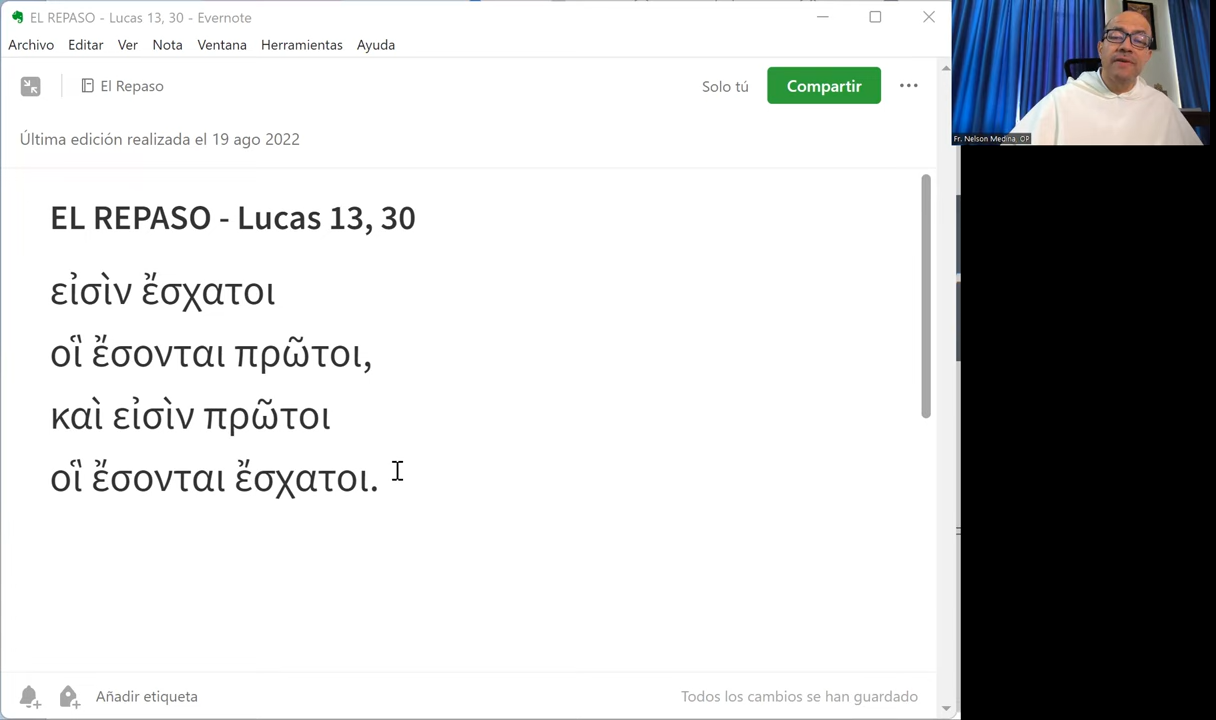 EL REPASO - Lucas 13, 30 - Evernote
Archivo Editar Ver Nota Ventana Herramientas Ayuda
El Repaso Solo tú Compartir
Última edición realizada el 19 ago 2022
EL REPASO - Lucas 13, 30
εἰσὶν ἔσχατοι
οἳ ἔσονται πρῶτοι,
καὶ εἰσὶν πρῶτοι
οἳ ἔσονται ἔσχατοι.
Añadir etiqueta Todos los cambios se han guardado
Fr. Nelson Medina, OP